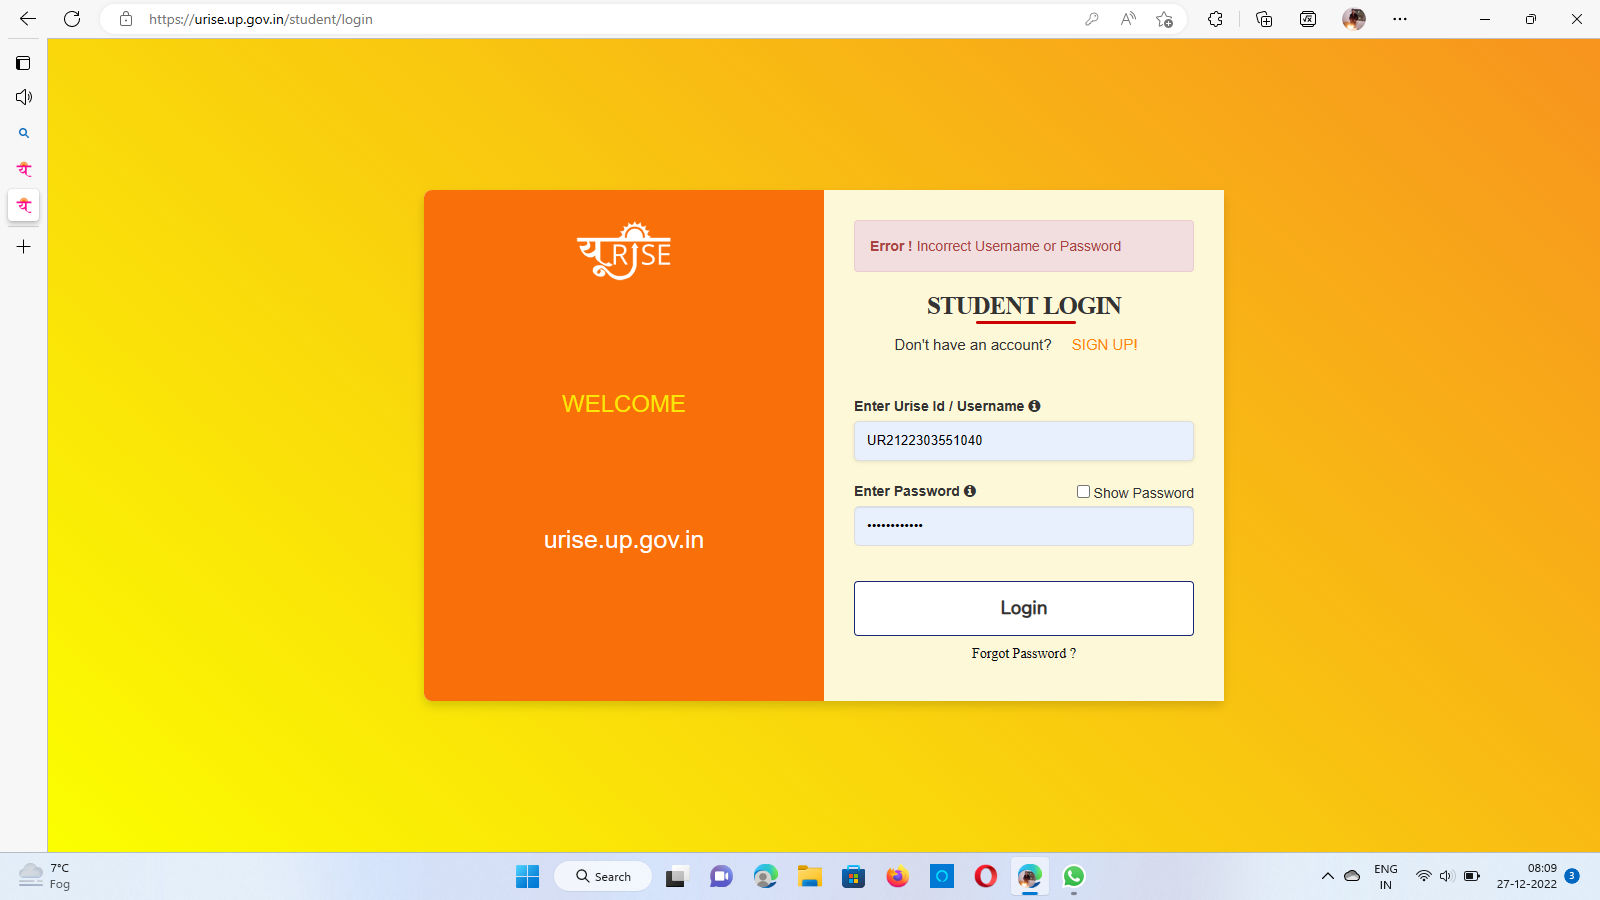 https://urise.up.gov.in/student/login
यू RISE
WELCOME
urise.up.gov.in
Error ! Incorrect Username or Password
STUDENT LOGIN
Don't have an account? SIGN UP!
Enter Urise Id / Username
UR2122303551040
Enter Password
Show Password
••••••••••••
Login
Forgot Password ?
7°C
Fog
Search
ENG
IN
08:09
27-12-2022
3